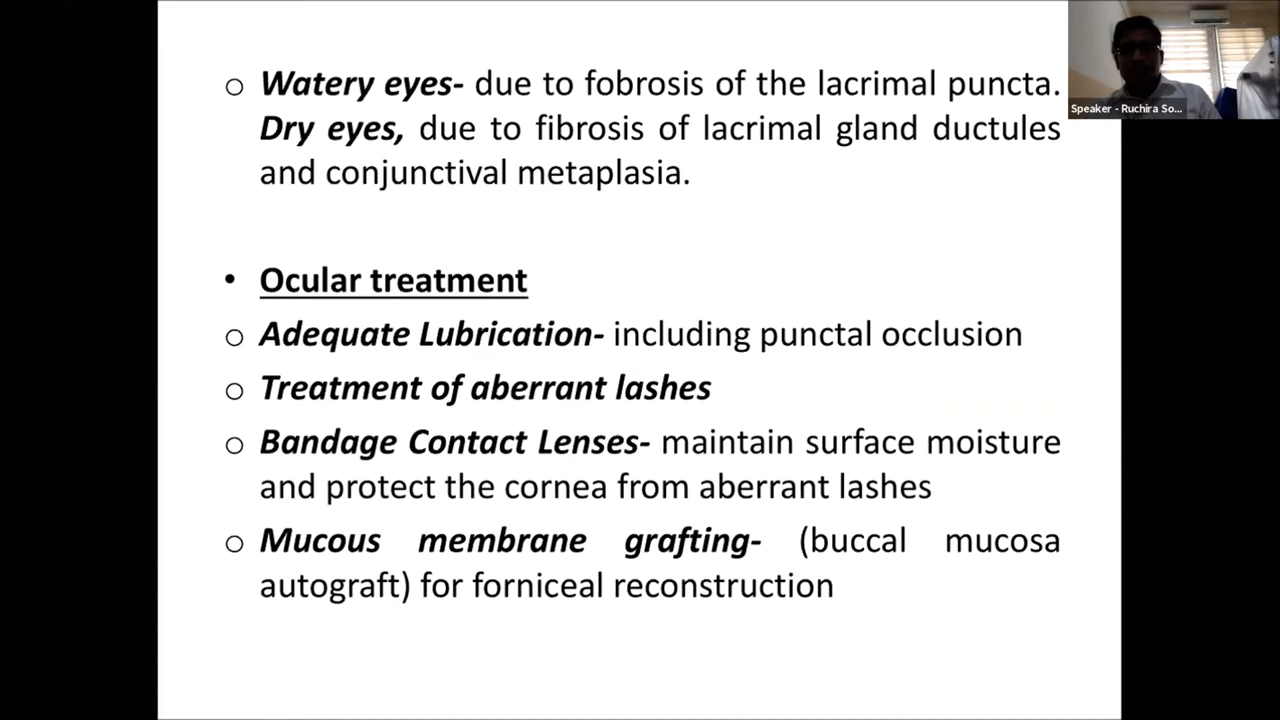 ○ Watery eyes- due to fobrosis of the lacrimal puncta.
Dry eyes, due to fibrosis of lacrimal gland ductules
and conjunctival metaplasia.
• Ocular treatment
○ Adequate Lubrication- including punctal occlusion
○ Treatment of aberrant lashes
○ Bandage Contact Lenses- maintain surface moisture
and protect the cornea from aberrant lashes
○ Mucous membrane grafting- (buccal mucosa
autograft) for forniceal reconstruction
Speaker - Ruchira So...